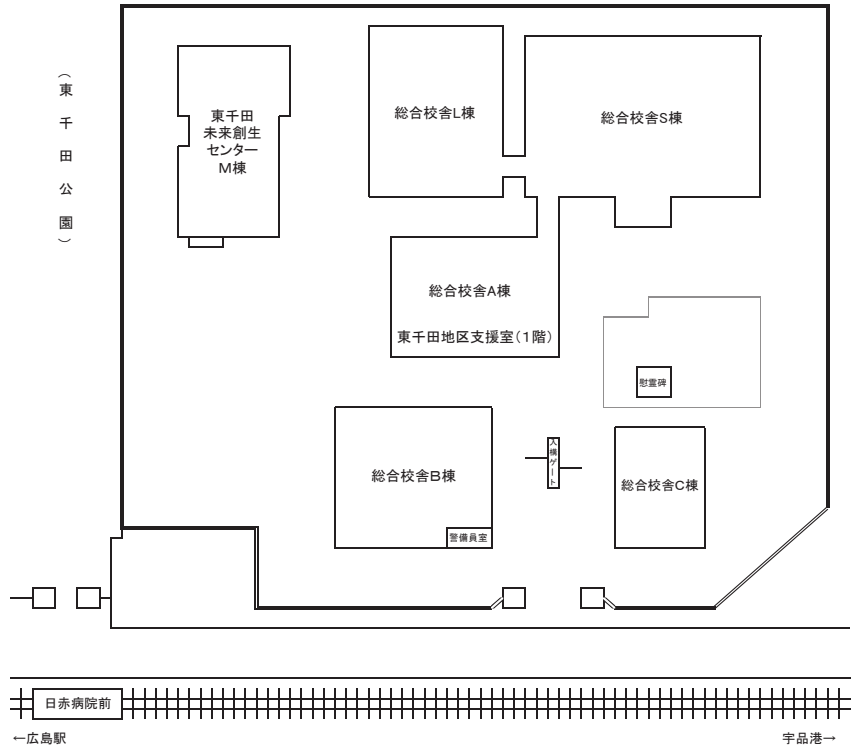 （東千田公園）
東千田
未来創生
センター
Ｍ棟
総合校舎L棟
総合校舎S棟
総合校舎A棟
東千田地区支援室（１階）
慰霊碑
入構ゲート
総合校舎B棟
総合校舎C棟
警備員室
日赤病院前
←広島駅
宇品港→